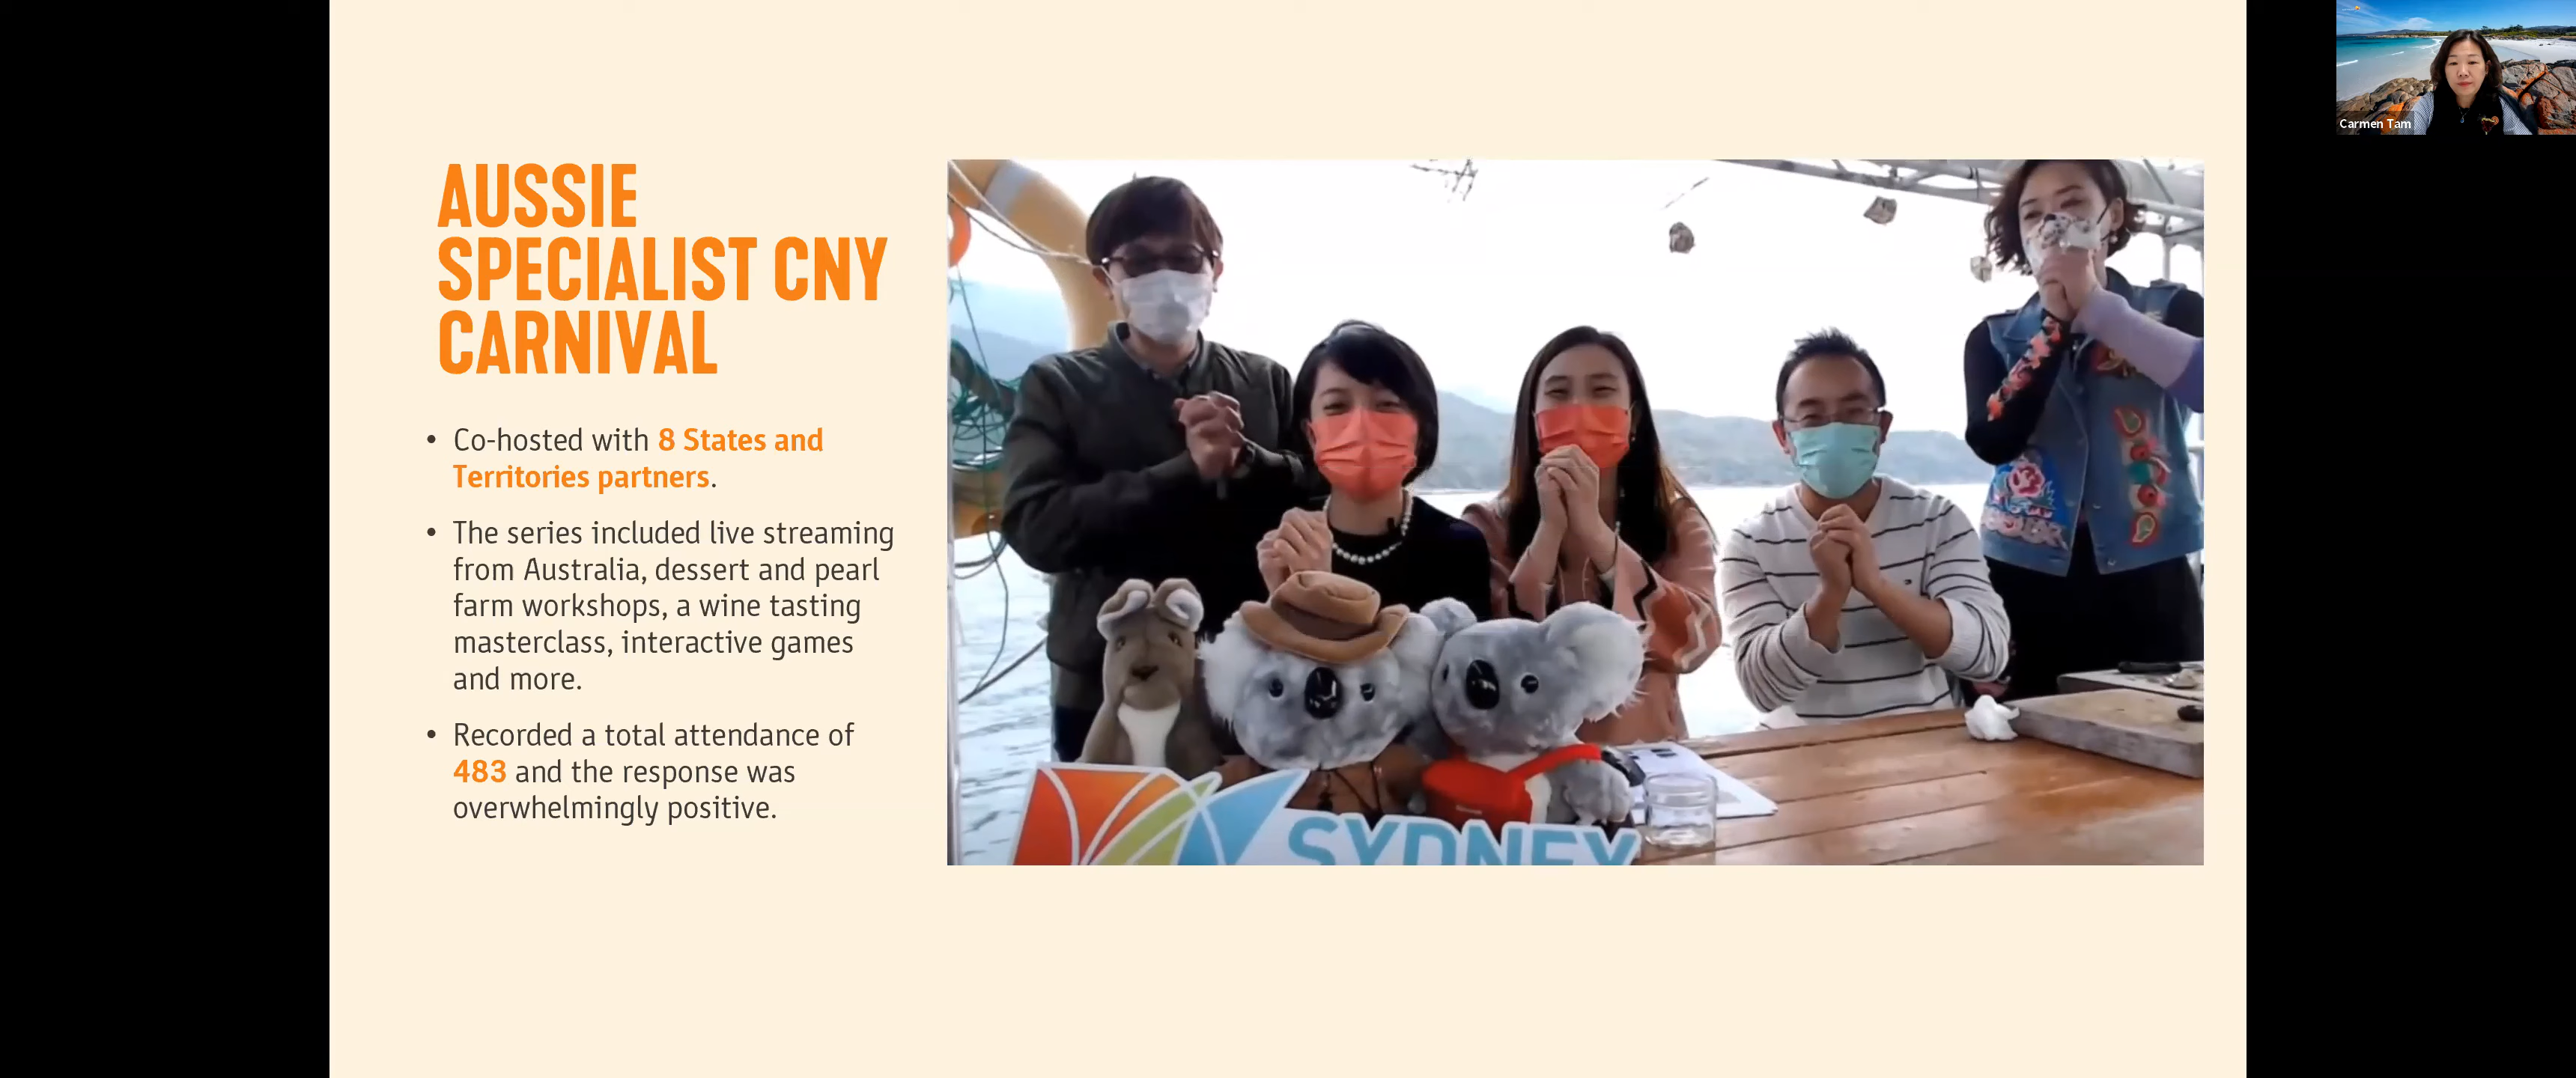 AUSSIE
SPECIALIST CNY
CARNIVAL
• Co-hosted with 8 States and
Territories partners.
• The series included live streaming
from Australia, dessert and pearl
farm workshops, a wine tasting
masterclass, interactive games
and more.
• Recorded a total attendance of
483 and the response was
overwhelmingly positive.
SYDNEY
Carmen Tam